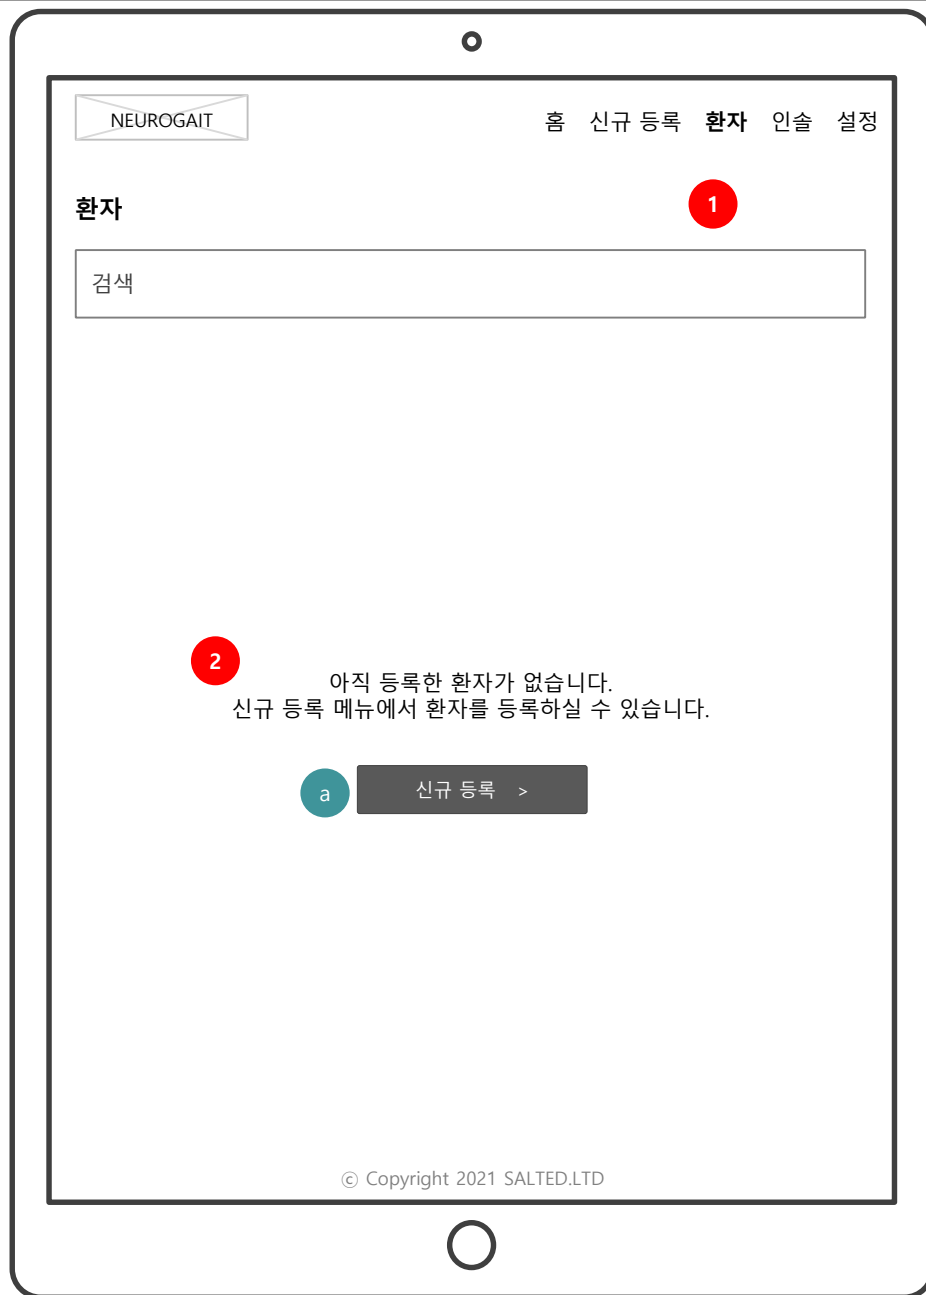 NEUROGAIT
홈 신규 등록 환자 인솔 설정
환자
1
검색
2
아직 등록한 환자가 없습니다.
신규 등록 메뉴에서 환자를 등록하실 수 있습니다.
a
신규 등록 >
ⓒ Copyright 2021 SALTED.LTD